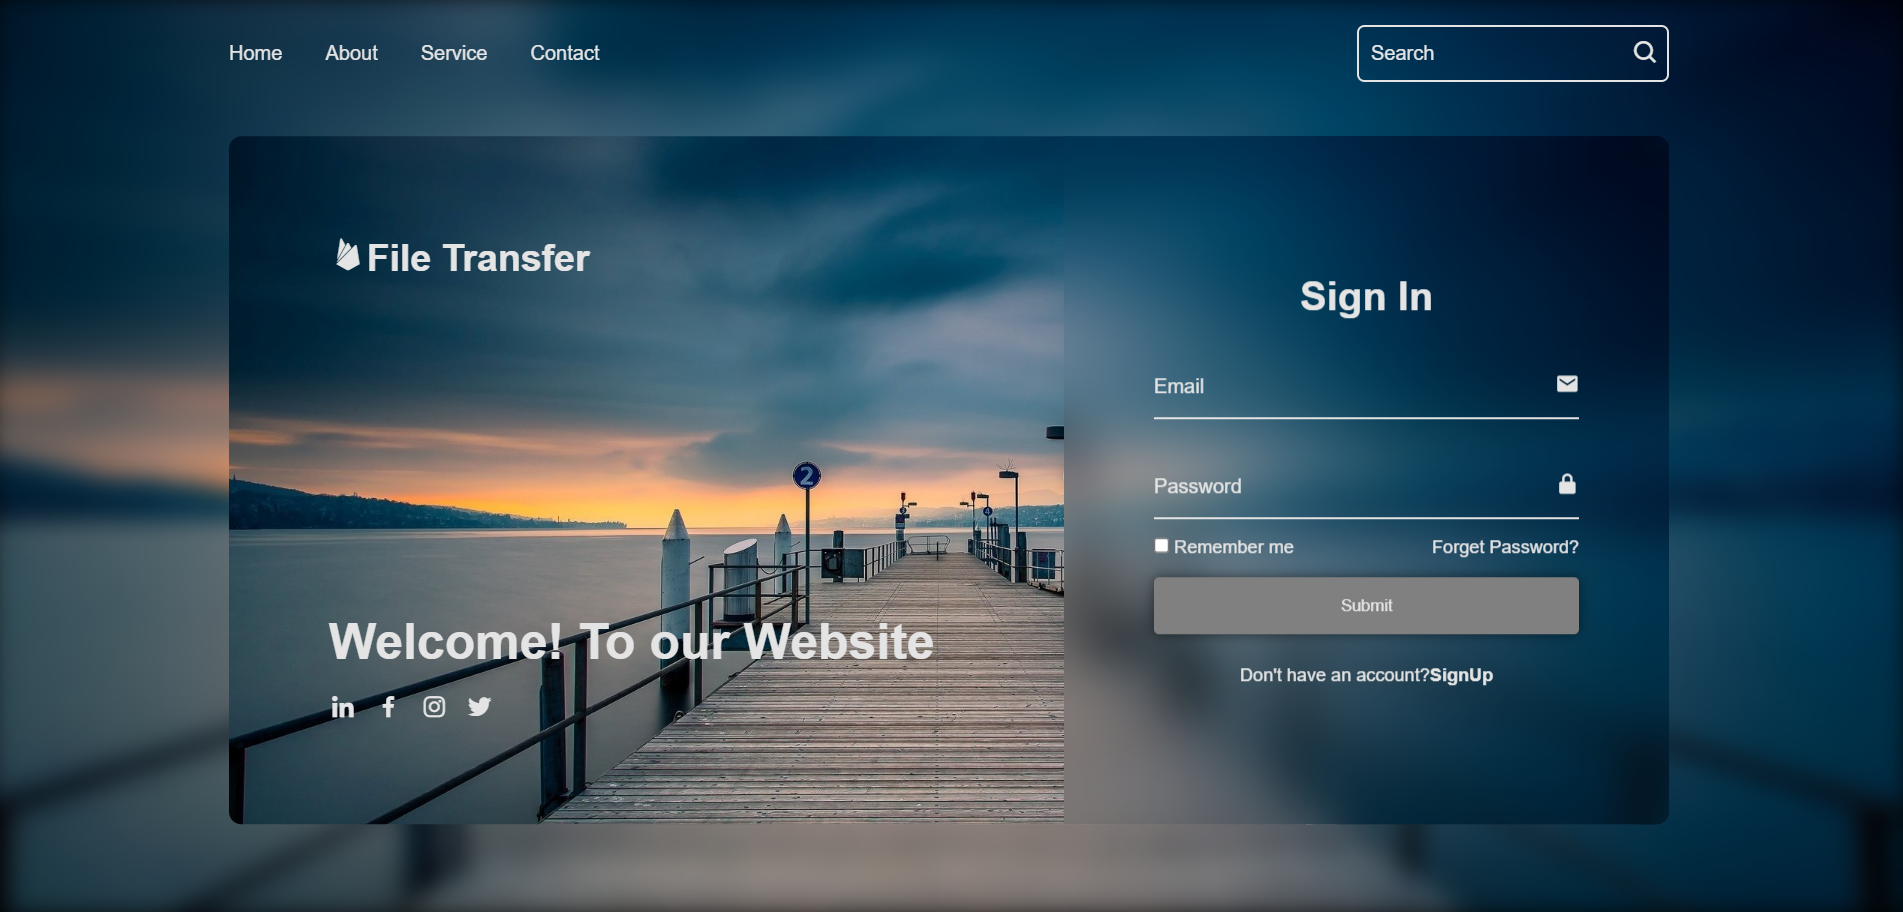 Home About Service Contact Search
File Transfer
Sign In
Email
Password
Remember me Forget Password?
Submit
Don't have an account?SignUp
2
Welcome! To our Website